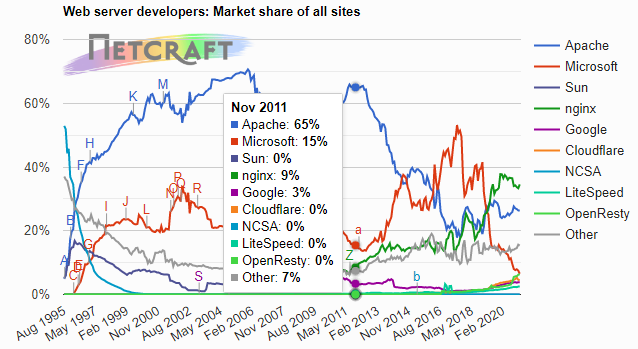 Web server developers: Market share of all sites
NETCRAFT
80%
60%
40%
20%
0%
A
B
C
F
G
H
I
J
K
L
M
P
Q
R
S
Z
a
b
Nov 2011
Apache: 65%
Microsoft: 15%
Sun: 0%
nginx: 9%
Google: 3%
Cloudflare: 0%
NCSA: 0%
LiteSpeed: 0%
OpenResty: 0%
Other: 7%
Aug 1995
May 1997
Feb 1999
Nov 2000
Aug 2002
May 2004
Feb 2006
Nov 2007
Aug 2009
May 2011
Feb 2013
Nov 2014
Aug 2016
May 2018
Feb 2020
Apache
Microsoft
Sun
nginx
Google
Cloudflare
NCSA
LiteSpeed
OpenResty
Other